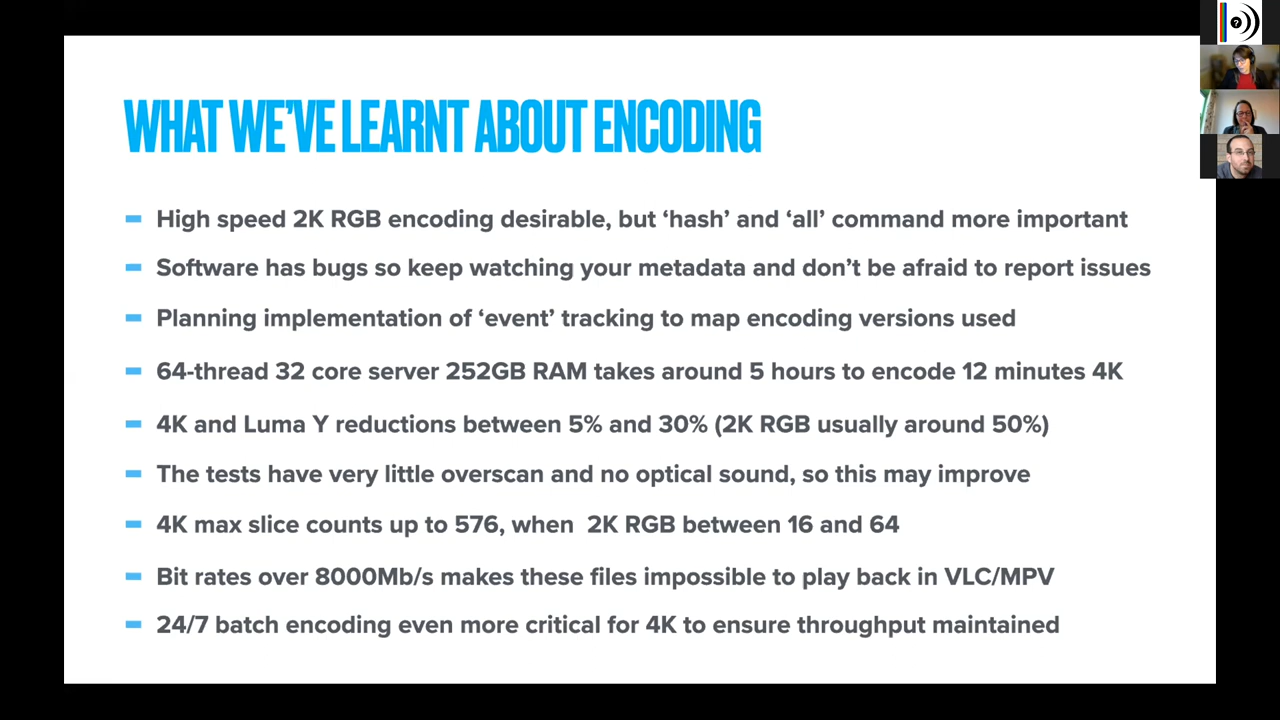 WHAT WE'VE LEARNT ABOUT ENCODING
High speed 2K RGB encoding desirable, but ‘hash’ and ‘all’ command more important
Software has bugs so keep watching your metadata and don’t be afraid to report issues
Planning implementation of ‘event’ tracking to map encoding versions used
64-thread 32 core server 252GB RAM takes around 5 hours to encode 12 minutes 4K
4K and Luma Y reductions between 5% and 30% (2K RGB usually around 50%)
The tests have very little overscan and no optical sound, so this may improve
4K max slice counts up to 576, when 2K RGB between 16 and 64
Bit rates over 8000Mb/s makes these files impossible to play back in VLC/MPV
24/7 batch encoding even more critical for 4K to ensure throughput maintained
?